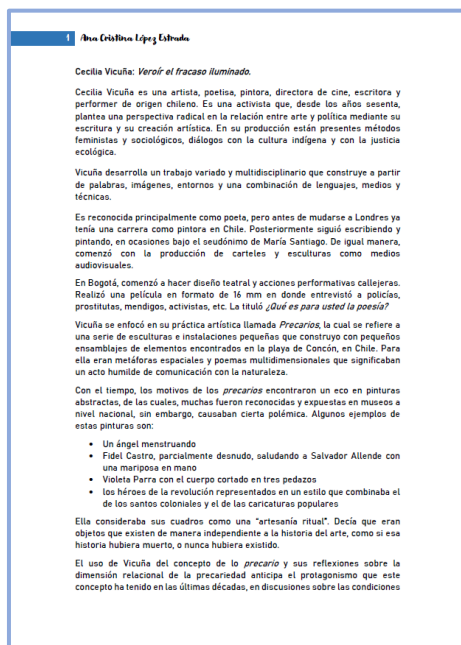 1 Ana Cristina López Estrada
Cecilia Vicuña: Veroír el fracaso iluminado.
Cecilia Vicuña es una artista, poetisa, pintora, directora de cine, escritora y
performer de origen chileno. Es una activista que, desde los años sesenta,
plantea una perspectiva radical en la relación entre arte y política mediante su
escritura y su creación artística. En su producción están presentes métodos
feministas y sociológicos, diálogos con la cultura indígena y con la justicia
ecológica.
Vicuña desarrolla un trabajo variado y multidisciplinario que construye a partir
de palabras, imágenes, entornos y una combinación de lenguajes, medios y
técnicas.
Es reconocida principalmente como poeta, pero antes de mudarse a Londres ya
tenía una carrera como pintora en Chile. Posteriormente siguió escribiendo y
pintando, en ocasiones bajo el seudónimo de María Santiago. De igual manera,
comenzó con la producción de carteles y esculturas como medios
audiovisuales.
En Bogotá, comenzó a hacer diseño teatral y acciones performativas callejeras.
Realizó una película en formato de 16 mm en donde entrevistó a policías,
prostitutas, mendigos, activistas, etc. La tituló ¿Qué es para usted la poesía?
Vicuña se enfocó en su práctica artística llamada Precarios, la cual se refiere a
una serie de esculturas e instalaciones pequeñas que construyo con pequeños
ensamblajes de elementos encontrados en la playa de Concón, en Chile. Para
ella eran metáforas espaciales y poemas multidimensionales que significaban
un acto humilde de comunicación con la naturaleza.
Con el tiempo, los motivos de los precarios encontraron un eco en pinturas
abstractas, de las cuales, muchas fueron reconocidas y expuestas en museos a
nivel nacional, sin embargo, causaban cierta polémica. Algunos ejemplos de
estas pinturas son:
• Un ángel menstruando
• Fidel Castro, parcialmente desnudo, saludando a Salvador Allende con
una mariposa en mano
• Violeta Parra con el cuerpo cortado en tres pedazos
• los héroes de la revolución representados en un estilo que combinaba el
de los santos coloniales y el de las caricaturas populares
Ella consideraba sus cuadros como una "artesanía ritual". Decía que eran
objetos que existen de manera independiente a la historia del arte, como si esa
historia hubiera muerto, o nunca hubiera existido.
El uso de Vicuña del concepto de lo precario y sus reflexiones sobre la
dimensión relacional de la precariedad anticipa el protagonismo que este
concepto ha tenido en las últimas décadas, en discusiones sobre las condiciones